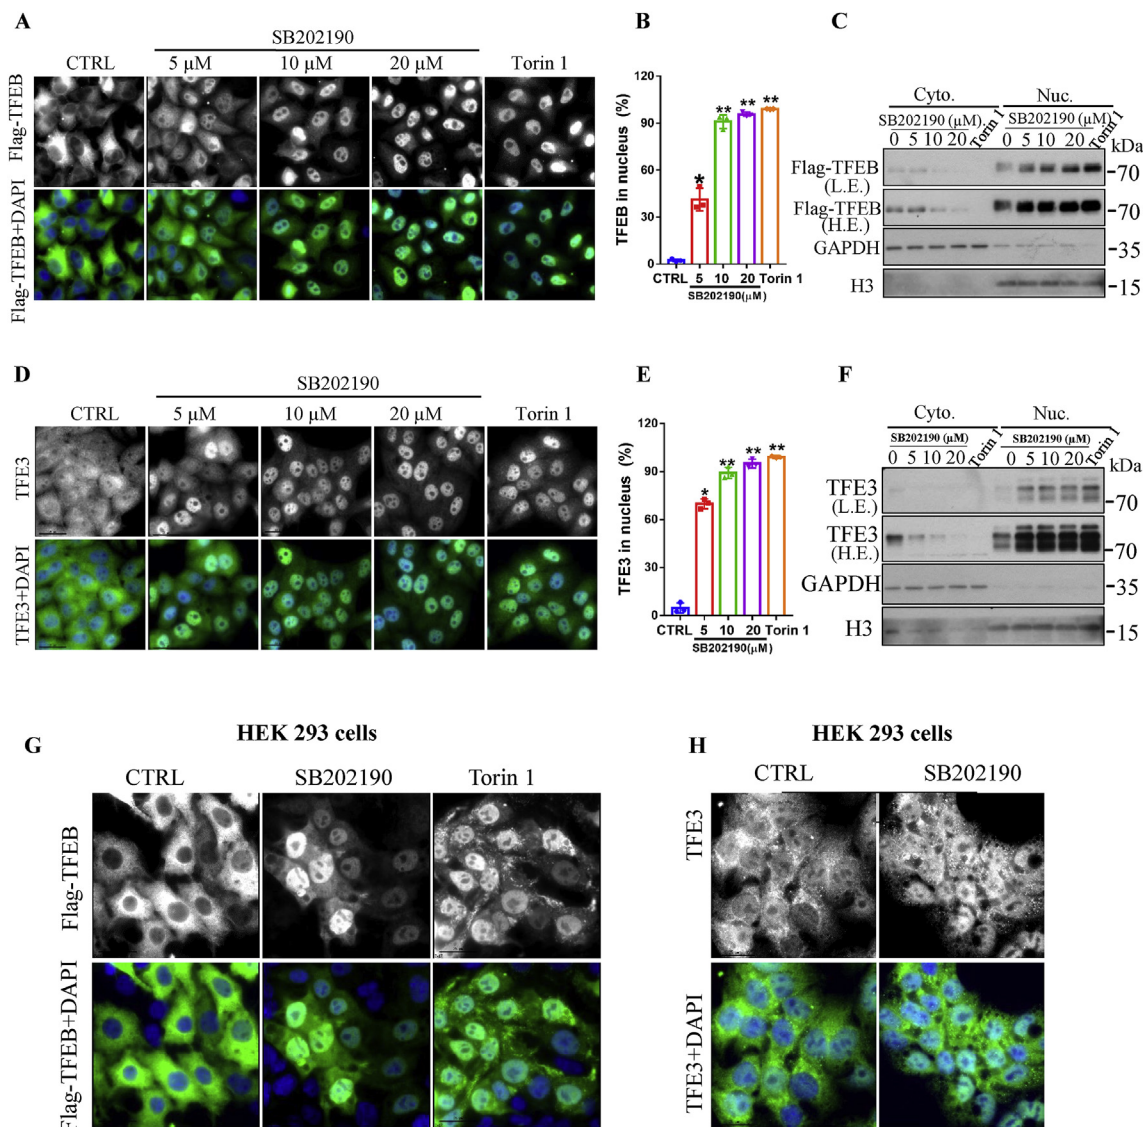 A
SB202190
CTRL
5 µM
10 µM
20 µM
Torin 1
Flag-TFEB
Flag-TFEB+DAPI
B
TFEB in nucleus (%)
120
90
60
30
0
*
**
**
**
CTRL
5
10
20
Torin 1
SB202190(µM)
C
Cyto.
Nuc.
SB202190 (µM)
SB202190 (µM)
0 5 10 20 Torin 1
0 5 10 20 Torin 1
kDa
Flag-TFEB
(L.E.)
-70
Flag-TFEB
(H.E.)
-70
GAPDH
-35
H3
-15
D
SB202190
CTRL
5 µM
10 µM
20 µM
Torin 1
TFE3
TFE3+DAPI
E
TFE3 in nucleus (%)
120
90
60
30
0
*
**
**
**
CTRL
5
10
20
Torin 1
SB202190(µM)
F
Cyto.
Nuc.
SB202190 (µM)
SB202190 (µM)
0 5 10 20 Torin 1
0 5 10 20 Torin 1
kDa
TFE3
(L.E.)
-70
TFE3
(H.E.)
-70
GAPDH
-35
H3
-15
G
HEK 293 cells
CTRL
SB202190
Torin 1
Flag-TFEB
Flag-TFEB+DAPI
H
HEK 293 cells
CTRL
SB202190
TFE3
TFE3+DAPI